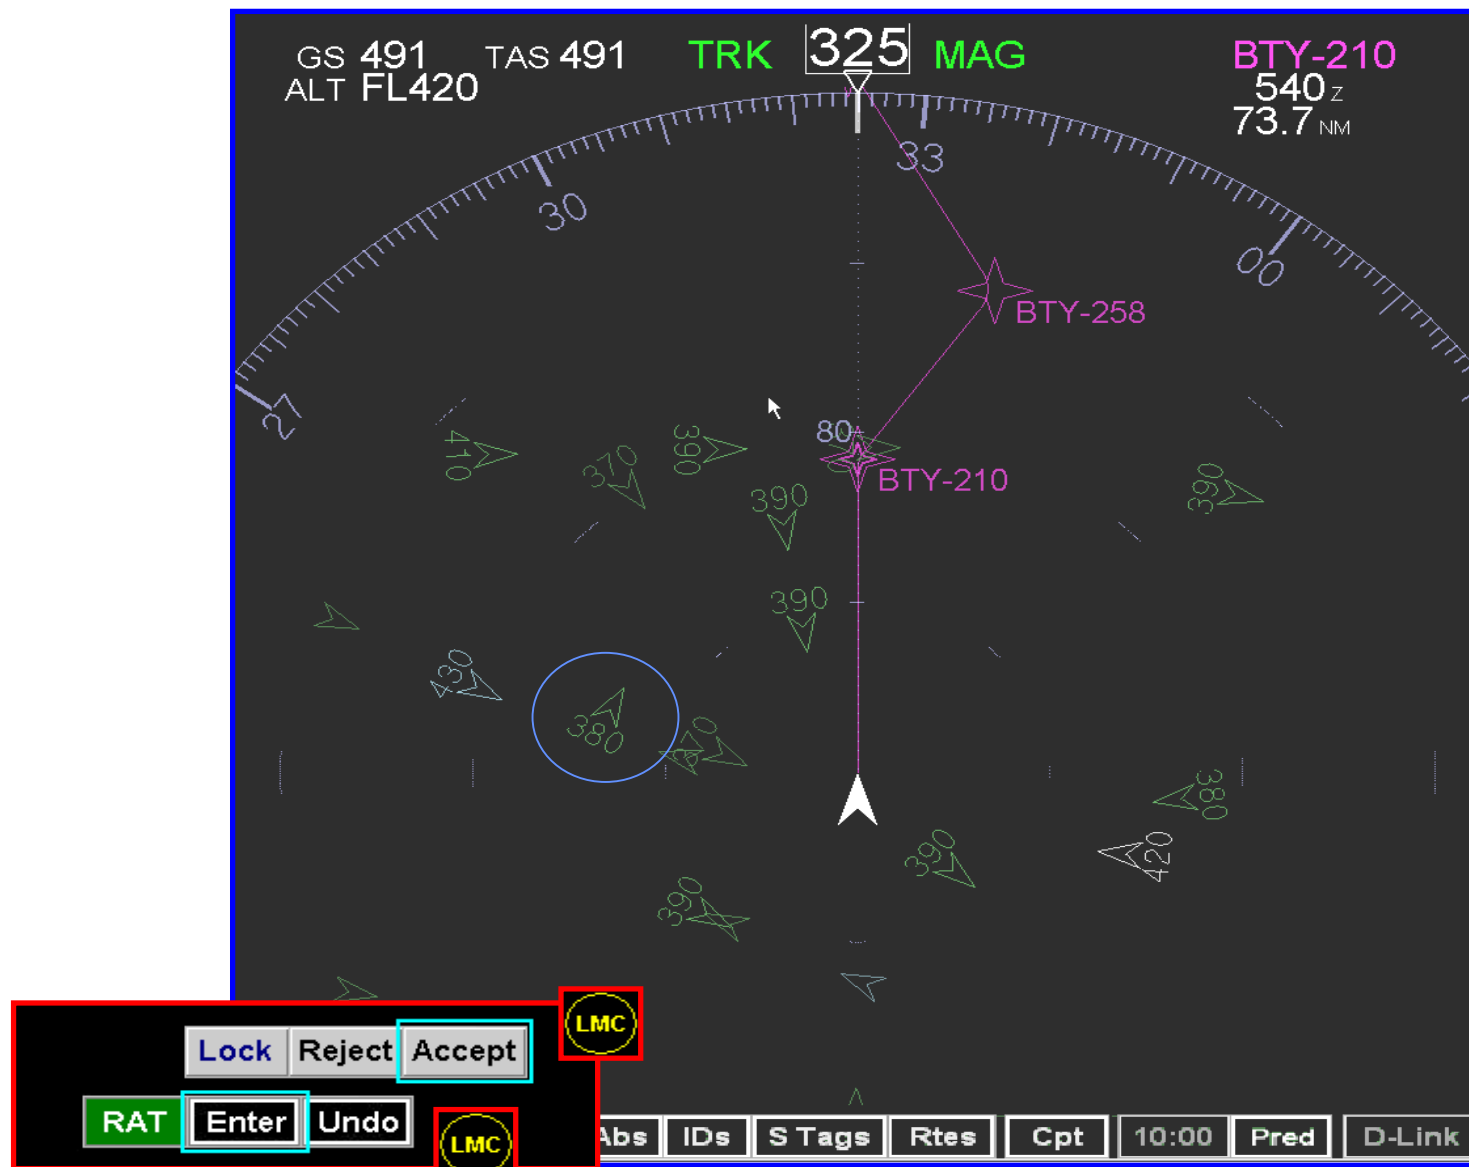 GS 491 TAS 491 TRK 325 MAG BTY-210
ALT FL420 540 Z
73.7 NM
33
30
00
BTY-258
27
80
410 390
370
BTY-210
390 390
390
430
380 370
380
420
390
390
LMC
Lock Reject Accept
RAT Enter Undo LMC
Abs IDs S Tags Rtes Cpt 10:00 Pred D-Link